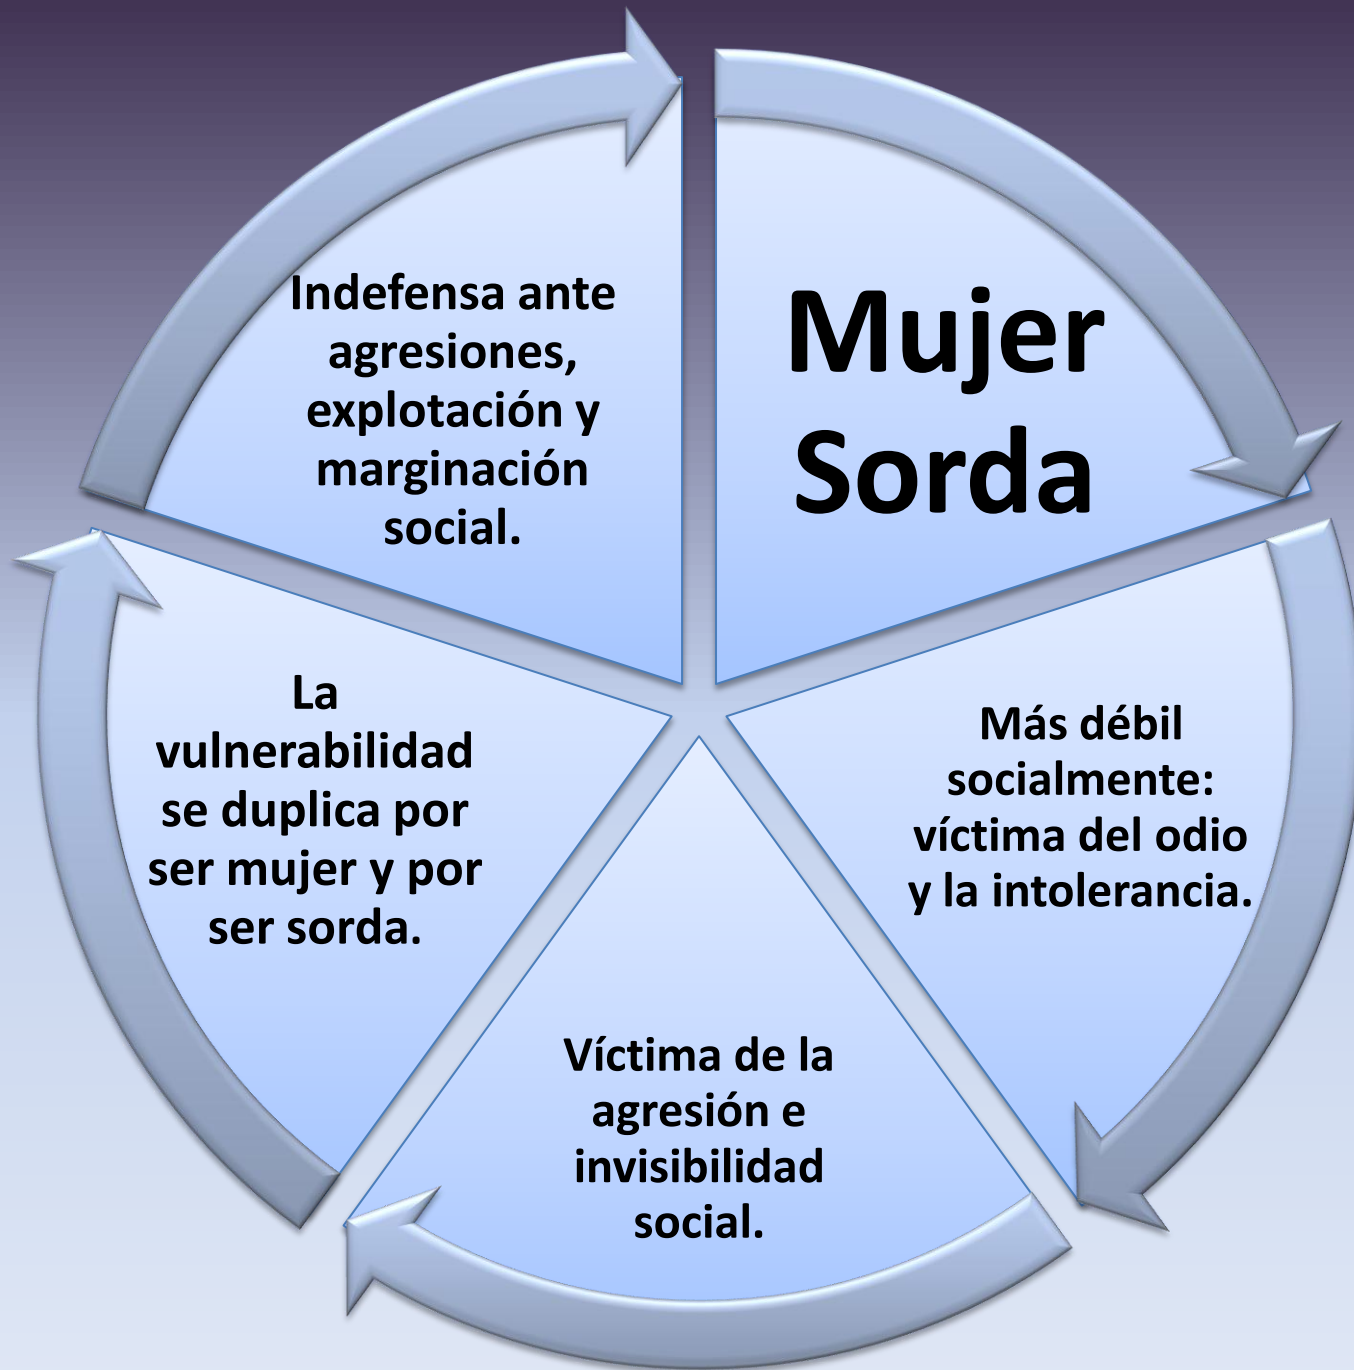 Mujer
Sorda
Más débil
socialmente:
víctima del odio
y la intolerancia.
Víctima de la
agresión e
invisibilidad
social.
La
vulnerabilidad
se duplica por
ser mujer y por
ser sorda.
Indefensa ante
agresiones,
explotación y
marginación
social.